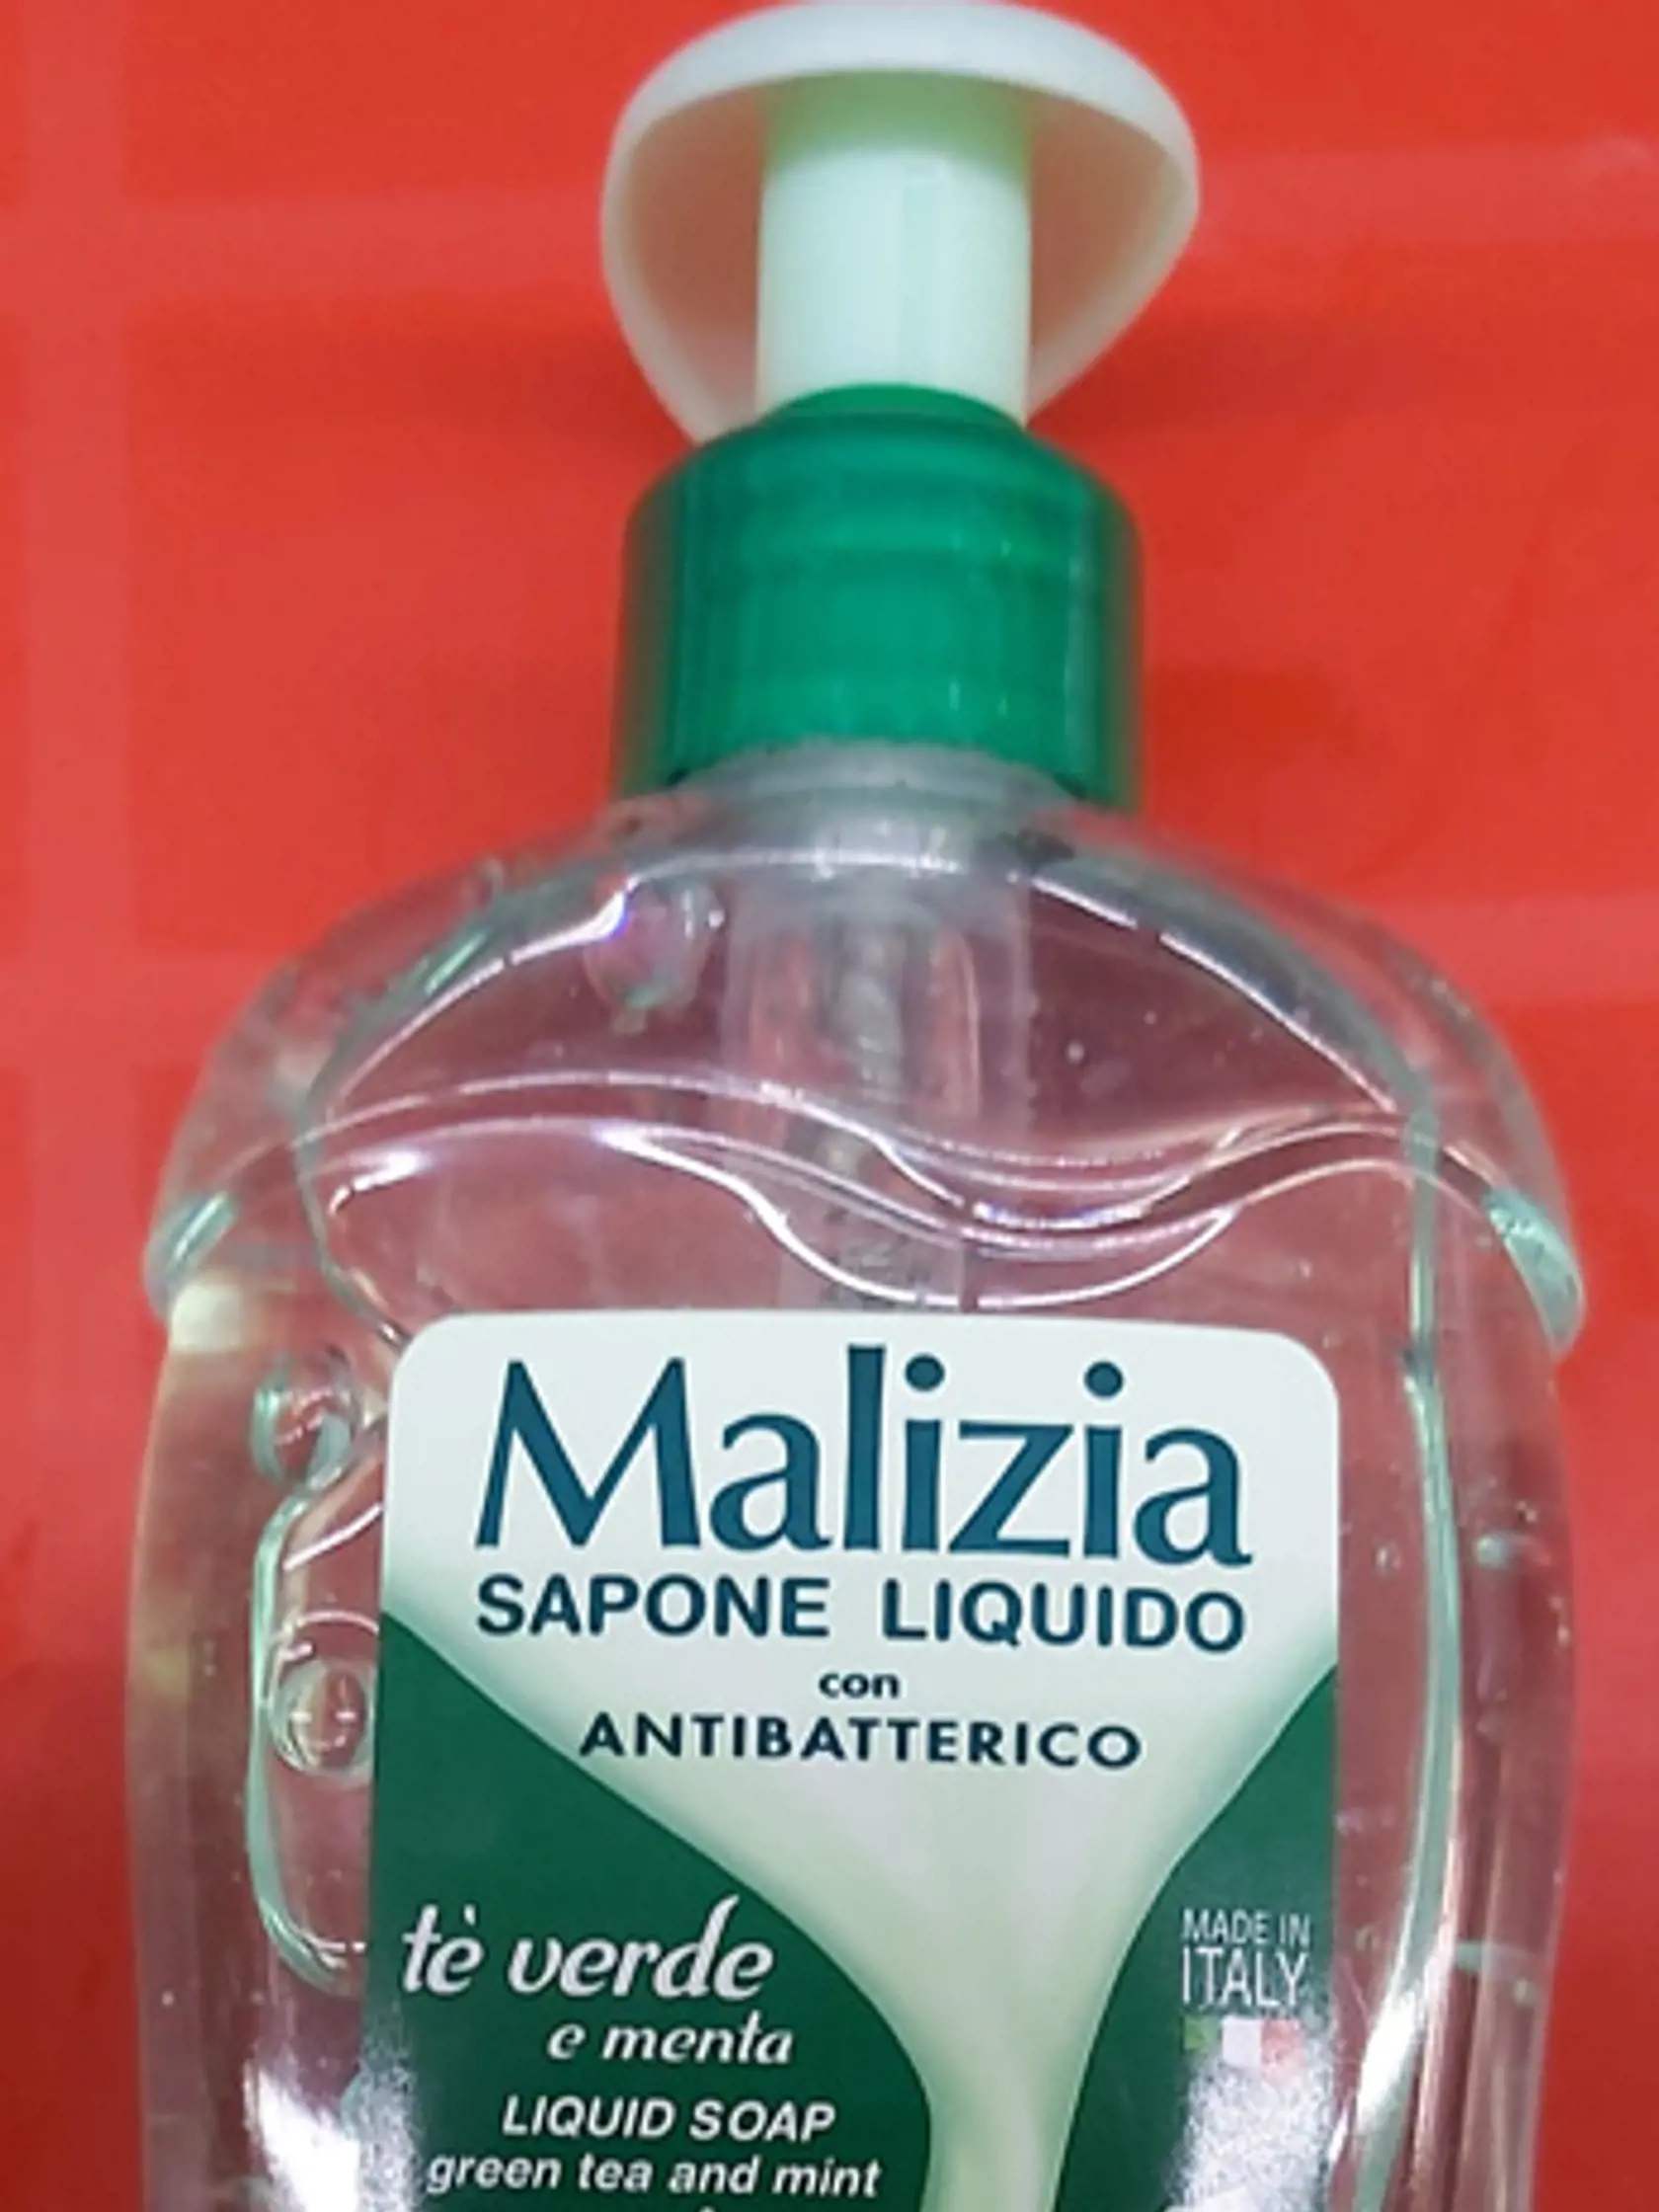 Malizia
SAPONE LIQUIDO
con
ANTIBATTERICO
tè verde
e menta
LIQUID SOAP
green tea and mint
MADE IN
ITALY